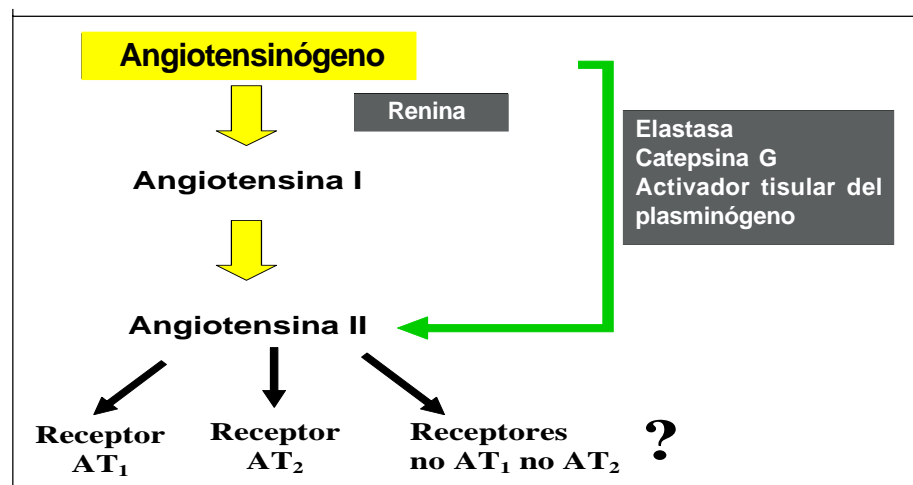 Angiotensinógeno
Renina
Elastasa
Catepsina G
Activador tisular del
plasminógeno
Angiotensina I
Angiotensina II
Receptor
AT₁
Receptor
AT₂
Receptores
no AT₁ no AT₂
?